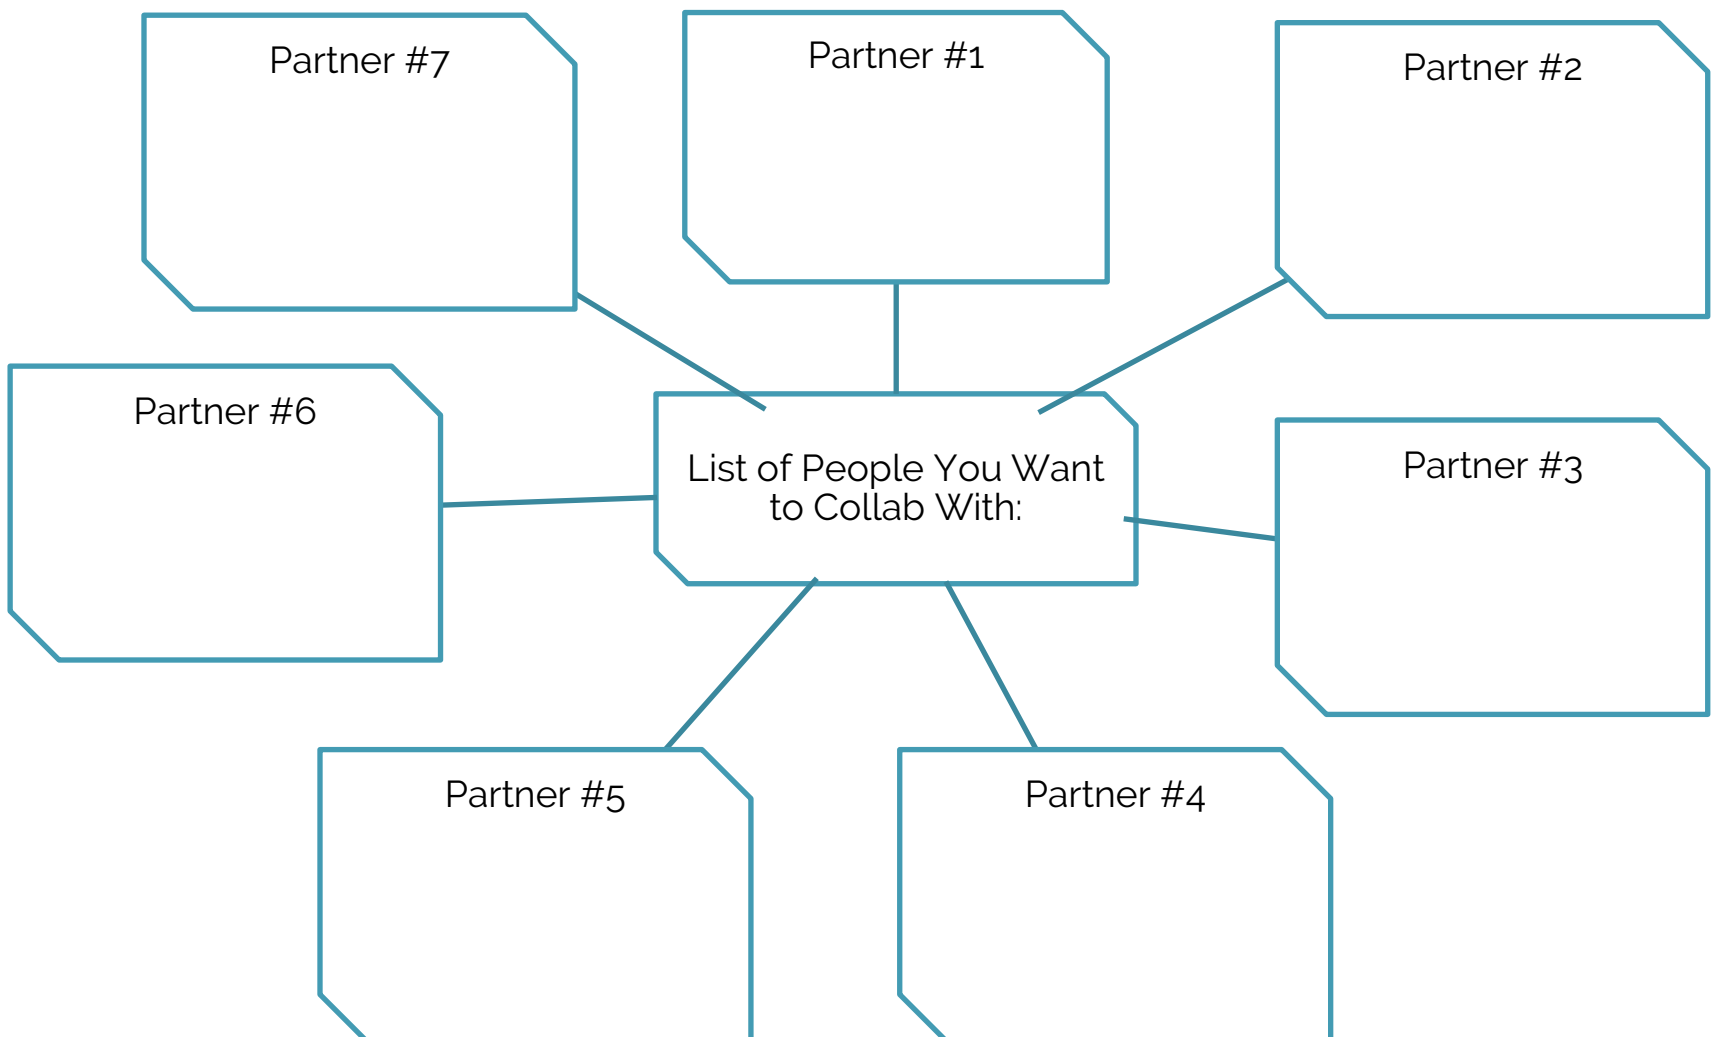 Partner #7
Partner #1
Partner #2
Partner #6
List of People You Want
to Collab With:
Partner #3
Partner #5
Partner #4